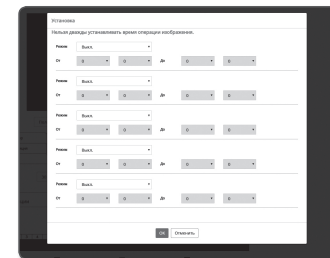 Установка
Нельзя дважды устанавливать время операции изображения.
Режим Выкл.
От 0 0 До 0 0
Режим Выкл.
От 0 0 До 0 0
Режим Выкл.
От 0 0 До 0 0
Режим Выкл.
От 0 0 До 0 0
Режим Выкл.
От 0 0 До 0 0
OK Отменить